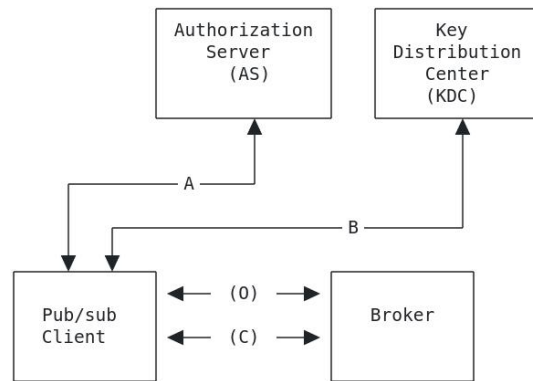 Authorization
Server
(AS)
Key
Distribution
Center
(KDC)
A
B
(O)
(C)
Pub/sub
Client
Broker